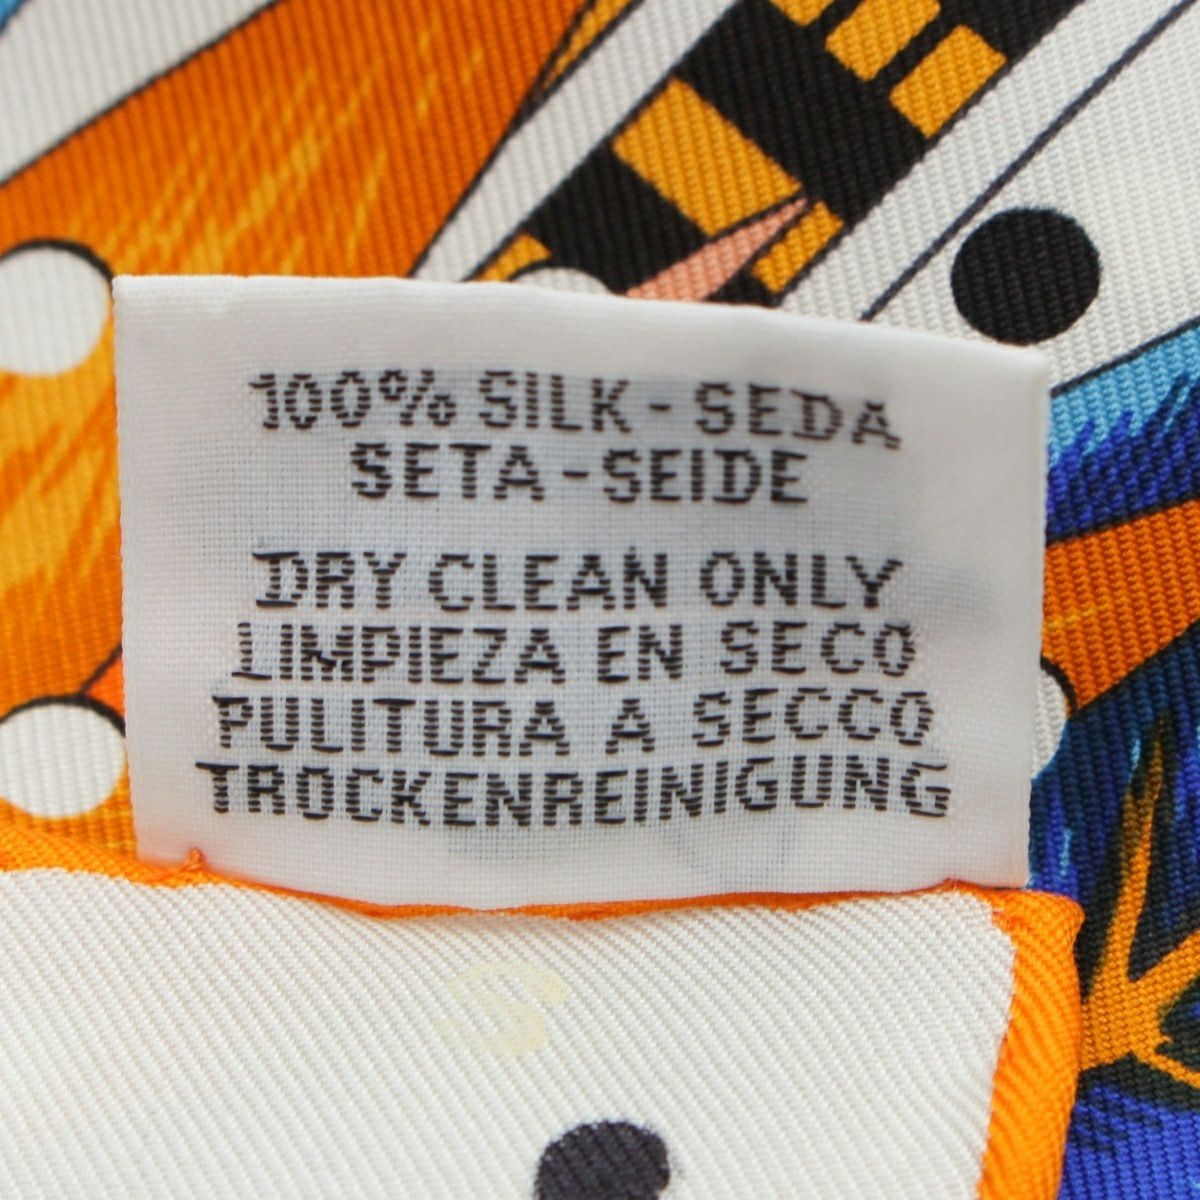 100% SILK - SEDA
SETA - SEIDE
DRY CLEAN ONLY
LIMPIEZA EN SECO
PULITURA A SECCO
TROCKENREINIGUNG